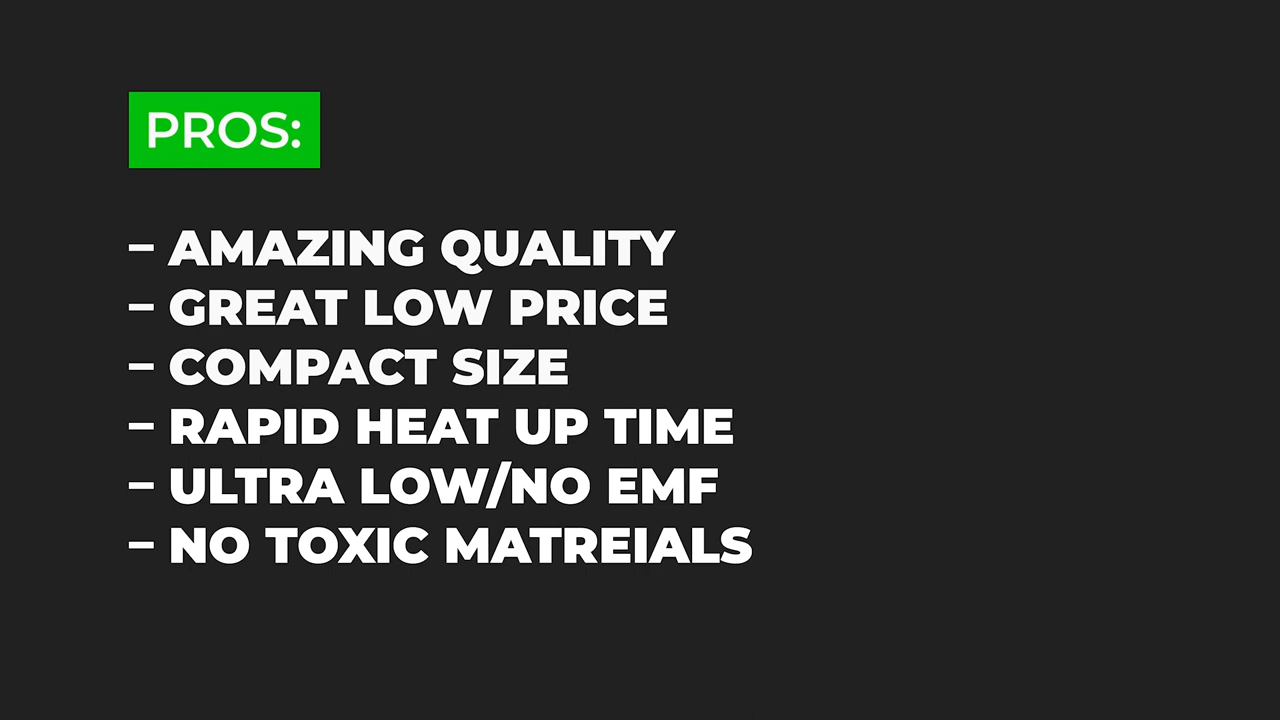 PROS:
– AMAZING QUALITY
– GREAT LOW PRICE
– COMPACT SIZE
– RAPID HEAT UP TIME
– ULTRA LOW/NO EMF
– NO TOXIC MATREIALS